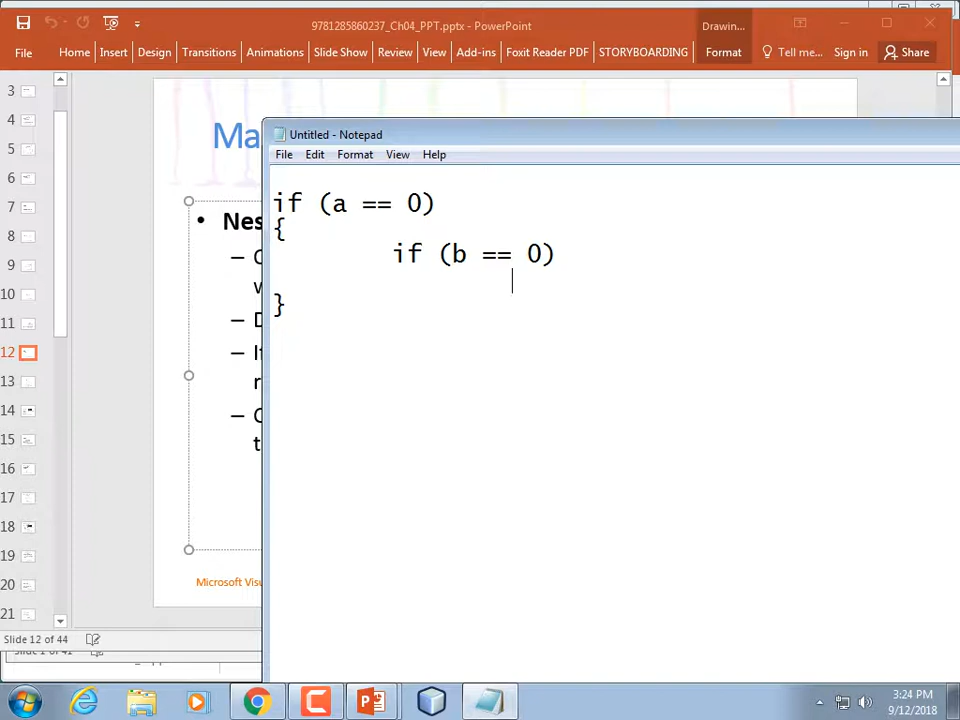 9781285860237_Ch04_PPT.pptx - PowerPoint
Drawin...
File Home Insert Design Transitions Animations Slide Show Review View Add-ins Foxit Reader PDF STORYBOARDING Format Tell me... Sign in Share
3
4
5
6
7
8
9
10
11
12
13
14
15
16
17
18
19
20
21
Untitled - Notepad
File Edit Format View Help
if (a == 0)
{
if (b == 0)
}
• Nes
Microsoft Visu
Slide 12 of 44
3:24 PM
9/12/2018